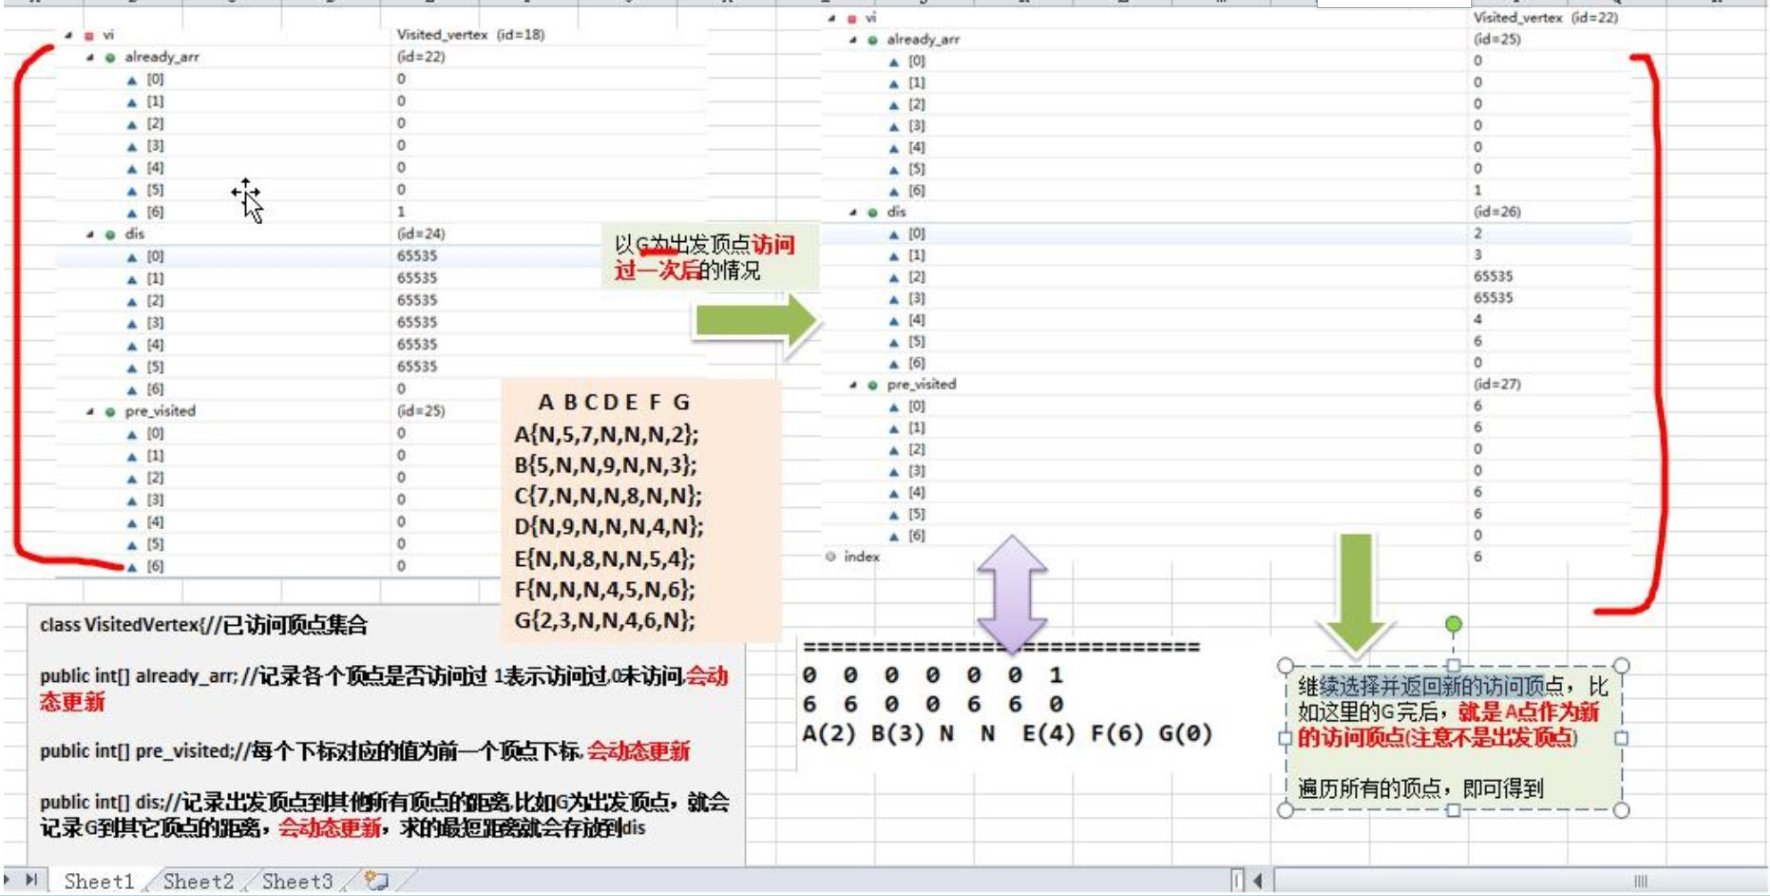 vi Visited_vertex (id=18)
already_arr (id=22)
[0] 0
[1] 0
[2] 0
[3] 0
[4] 0
[5] 0
[6] 1
dis (id=24)
[0] 65535
[1] 65535
[2] 65535
[3] 65535
[4] 65535
[5] 65535
[6] 0
pre_visited (id=25)
[0] 0
[1] 0
[2] 0
[3] 0
[4] 0
[5] 0
[6] 0
以G为出发顶点访问
过一次后的情况
A B C D E F G
A{N,5,7,N,N,N,2};
B{5,N,N,9,N,N,3};
C{7,N,N,N,8,N,N};
D{N,9,N,N,N,4,N};
E{N,N,8,N,N,5,4};
F{N,N,N,4,5,N,6};
G{2,3,N,N,4,6,N};
vi Visited_vertex (id=22)
already_arr (id=25)
[0] 0
[1] 0
[2] 0
[3] 0
[4] 0
[5] 0
[6] 1
dis (id=26)
[0] 2
[1] 3
[2] 65535
[3] 65535
[4] 4
[5] 6
[6] 0
pre_visited (id=27)
[0] 6
[1] 6
[2] 0
[3] 0
[4] 6
[5] 6
[6] 0
index 6
class VisitedVertex{//已访问顶点集合
public int[] already_arr; //记录各个顶点是否访问过 1表示访问过,0未访问,会动
态更新
public int[] pre_visited;//每个下标对应的值为前一个顶点下标, 会动态更新
public int[] dis;//记录出发顶点到其他所有顶点的距离,比如G为出发顶点，就会
记录G到其它顶点的距离，会动态更新，求的最短距离就会存放到dis
=============================
0 0 0 0 0 0 1
6 6 0 0 6 6 0
A(2) B(3) N N E(4) F(6) G(0)
继续选择并返回新的访问顶点，比
如这里的G 完后，就是 A点作为新
的访问顶点(注意不是出发顶点)
遍历所有的顶点，即可得到
Sheet1 Sheet2 Sheet3